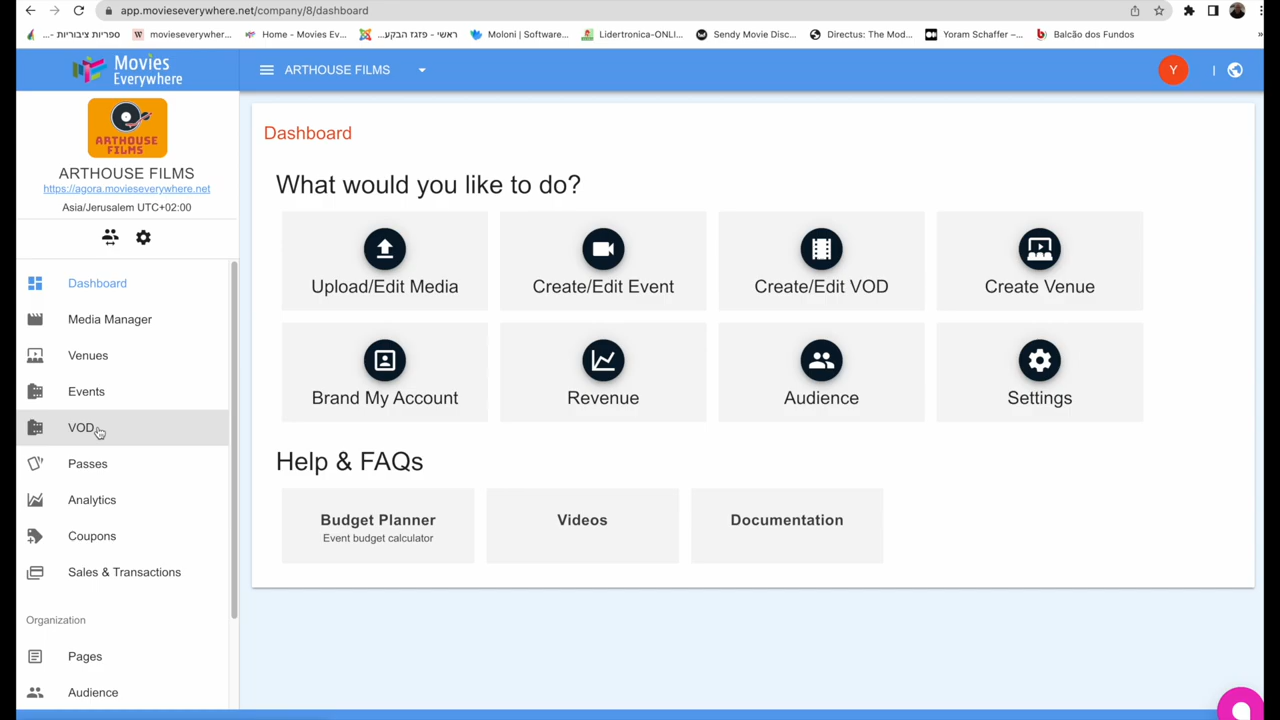 app.movieseverywhere.net/company/8/dashboard
ספריות ציבוריות -...
movieseverywhere...
Home - Movies Ev...
ראשי - פזגז הבקע...
Moloni | Software...
Lidertronica-ONLI...
Sendy Movie Disc...
Directus: The Mod...
Yoram Schaffer –...
Balcão dos Fundos
»
Movies
Everywhere
ARTHOUSE FILMS
Y
|
ARTHOUSE
FILMS
ARTHOUSE FILMS
https://agora.movieseverywhere.net
Asia/Jerusalem UTC+02:00
Dashboard
Media Manager
Venues
Events
VOD
Passes
Analytics
Coupons
Sales & Transactions
Organization
Pages
Audience
Dashboard
What would you like to do?
Upload/Edit Media
Create/Edit Event
Create/Edit VOD
Create Venue
Brand My Account
Revenue
Audience
Settings
Help & FAQs
Budget Planner
Event budget calculator
Videos
Documentation